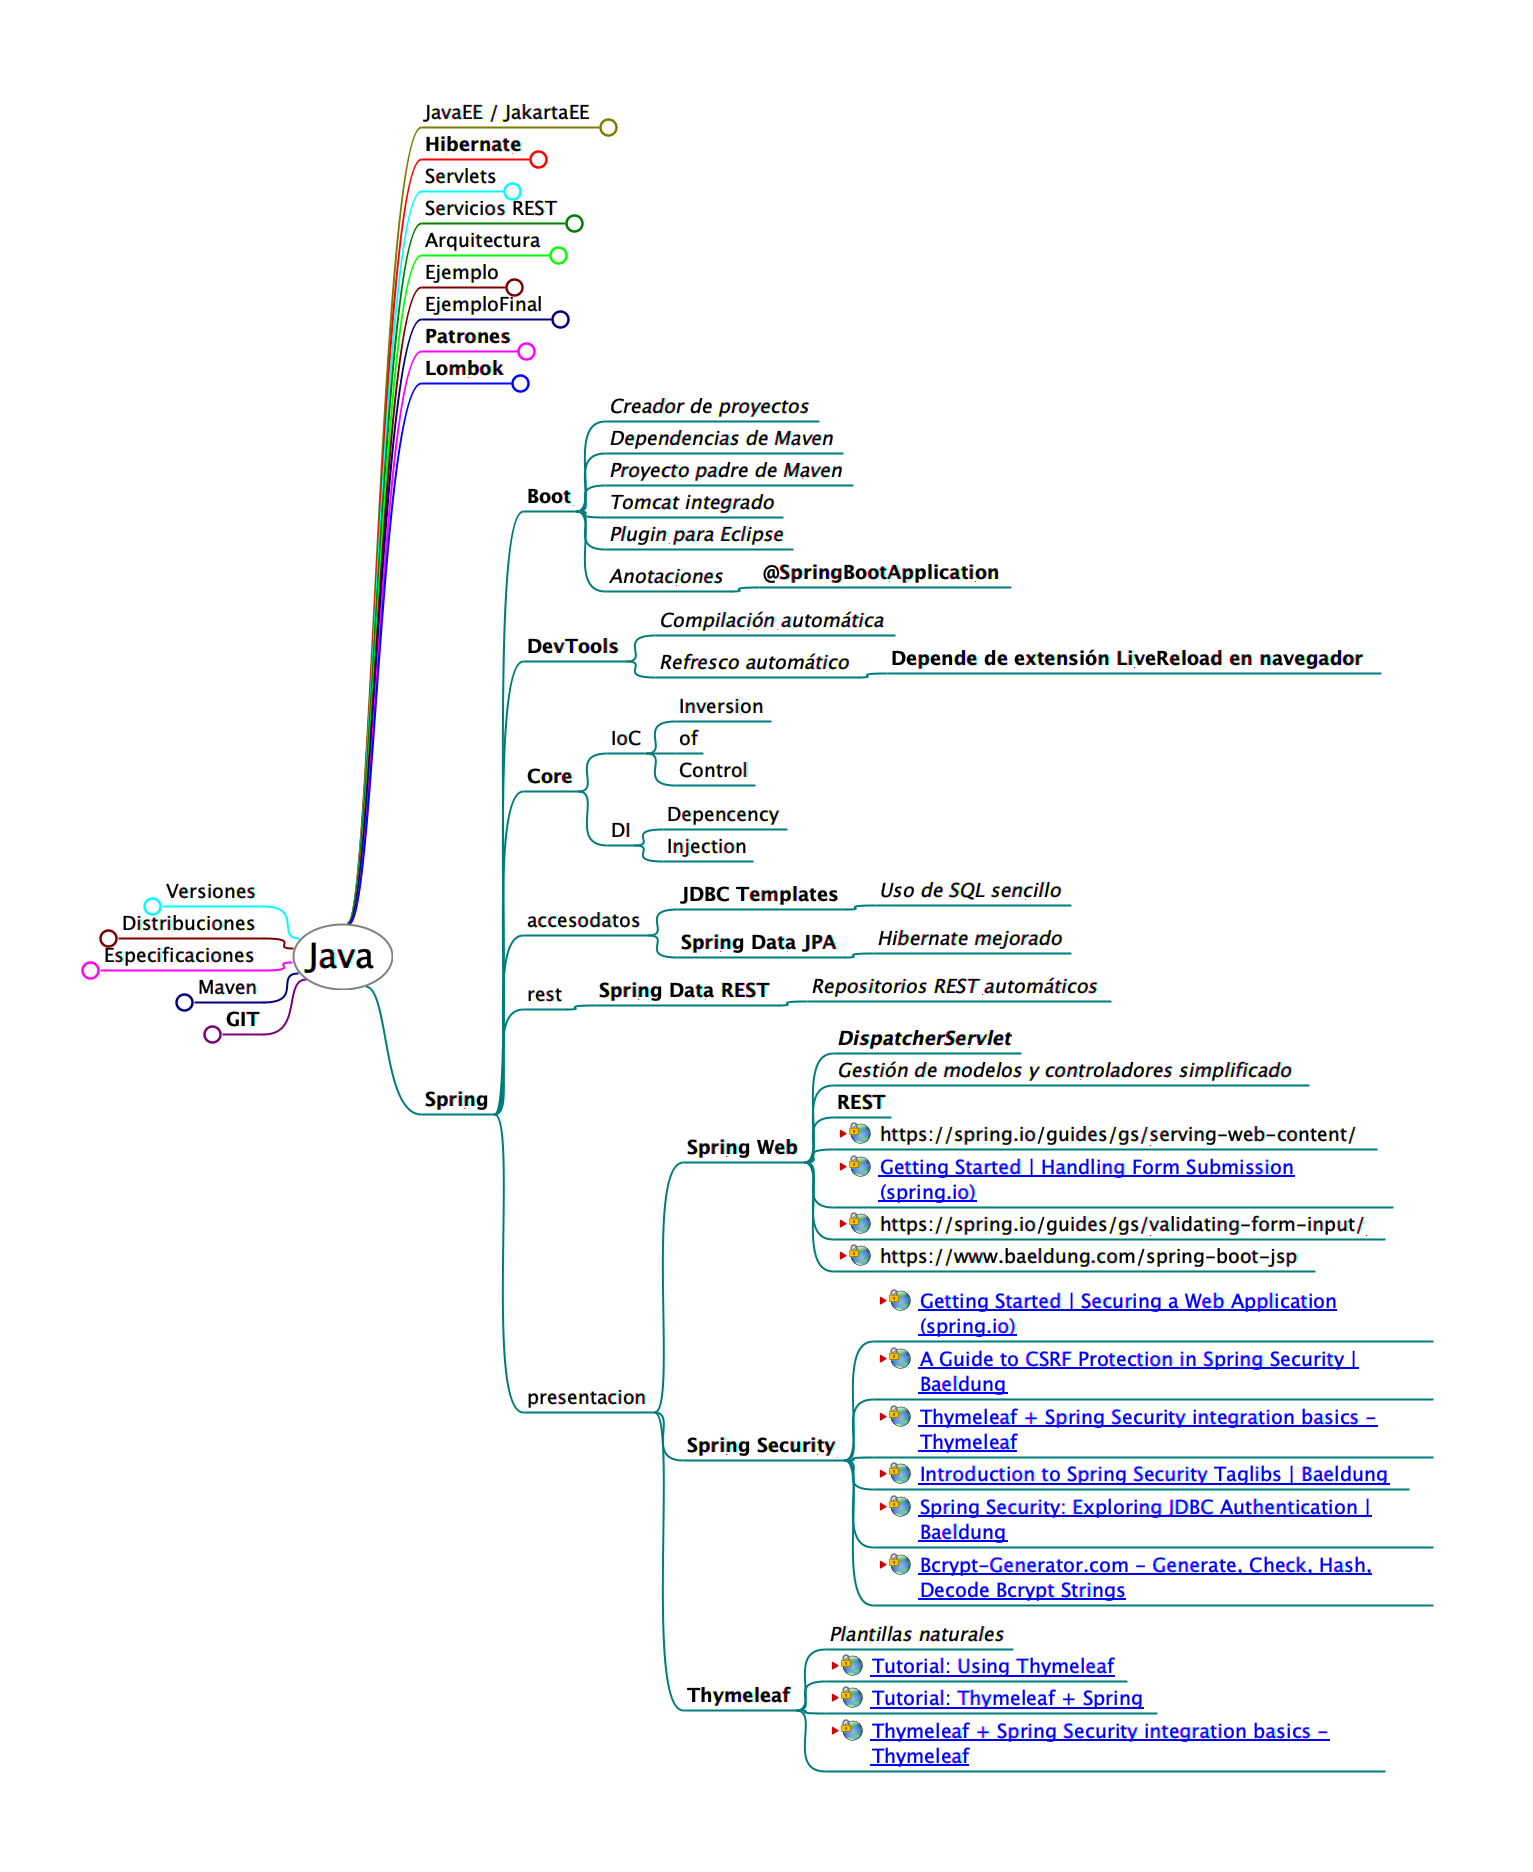 JavaEE / JakartaEE
Hibernate
Servlets
Servicios REST
Arquitectura
Ejemplo
EjemploFinal
Patrones
Lombok
Creador de proyectos
Dependencias de Maven
Proyecto padre de Maven
Boot
Tomcat integrado
Plugin para Eclipse
Anotaciones
@SpringBootApplication
Compilación automática
DevTools
Refresco automático
Depende de extensión LiveReload en navegador
Inversion
IoC
of
Control
Core
Depencency
DI
Injection
JDBC Templates
Uso de SQL sencillo
accesodatos
Spring Data JPA
Hibernate mejorado
rest
Spring Data REST
Repositorios REST automáticos
Versiones
Distribuciones
Especificaciones
Maven
GIT
Java
Spring
DispatcherServlet
Gestión de modelos y controladores simplificado
REST
https://spring.io/guides/gs/serving-web-content/
Spring Web
Getting Started | Handling Form Submission
(spring.io)
https://spring.io/guides/gs/validating-form-input/
https://www.baeldung.com/spring-boot-jsp
Getting Started | Securing a Web Application
(spring.io)
A Guide to CSRF Protection in Spring Security |
Baeldung
presentacion
Thymeleaf + Spring Security integration basics -
Thymeleaf
Spring Security
Introduction to Spring Security Taglibs | Baeldung
Spring Security: Exploring JDBC Authentication |
Baeldung
Bcrypt-Generator.com - Generate, Check, Hash,
Decode Bcrypt Strings
Plantillas naturales
Tutorial: Using Thymeleaf
Thymeleaf
Tutorial: Thymeleaf + Spring
Thymeleaf + Spring Security integration basics -
Thymeleaf